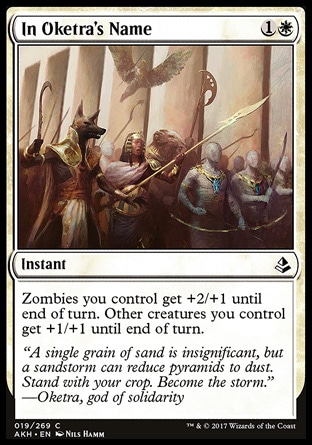 In Oketra's Name 1
Instant
Zombies you control get +2/+1 until
end of turn. Other creatures you control
get +1/+1 until end of turn.
"A single grain of sand is insignificant, but
a sandstorm can reduce pyramids to dust.
Stand with your crop. Become the storm."
—Oketra, god of solidarity
019/269 C
AKH • EN Nils Hamm
™ & © 2017 Wizards of the Coast